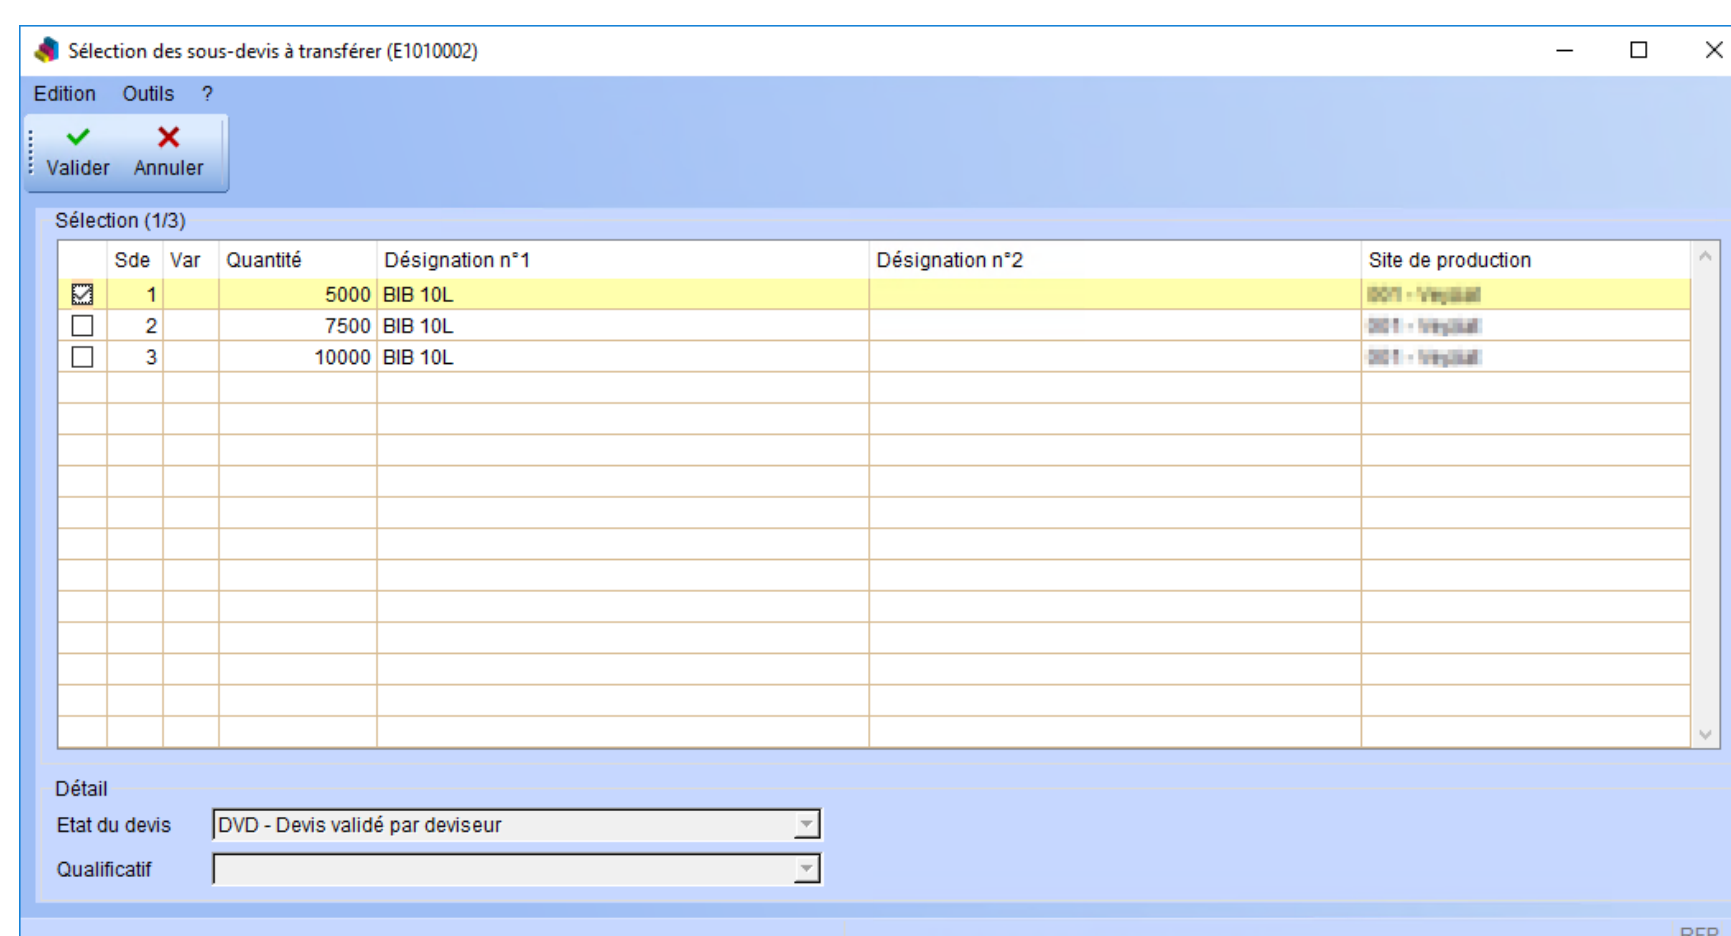 Sélection des sous-devis à transférer (E1010002)
Edition Outils ?
Valider Annuler
Sélection (1/3)
Sde Var Quantité Désignation n°1 Désignation n°2 Site de production
1 5000 BIB 10L
2 7500 BIB 10L
3 10000 BIB 10L
Détail
Etat du devis DVD - Devis validé par deviseur
Qualificatif